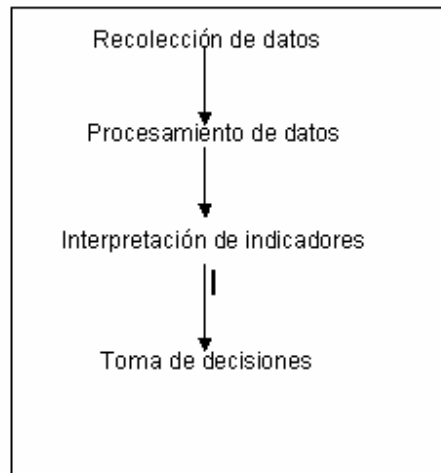 Recolección de datos
Procesamiento de datos
Interpretación de indicadores
Toma de decisiones